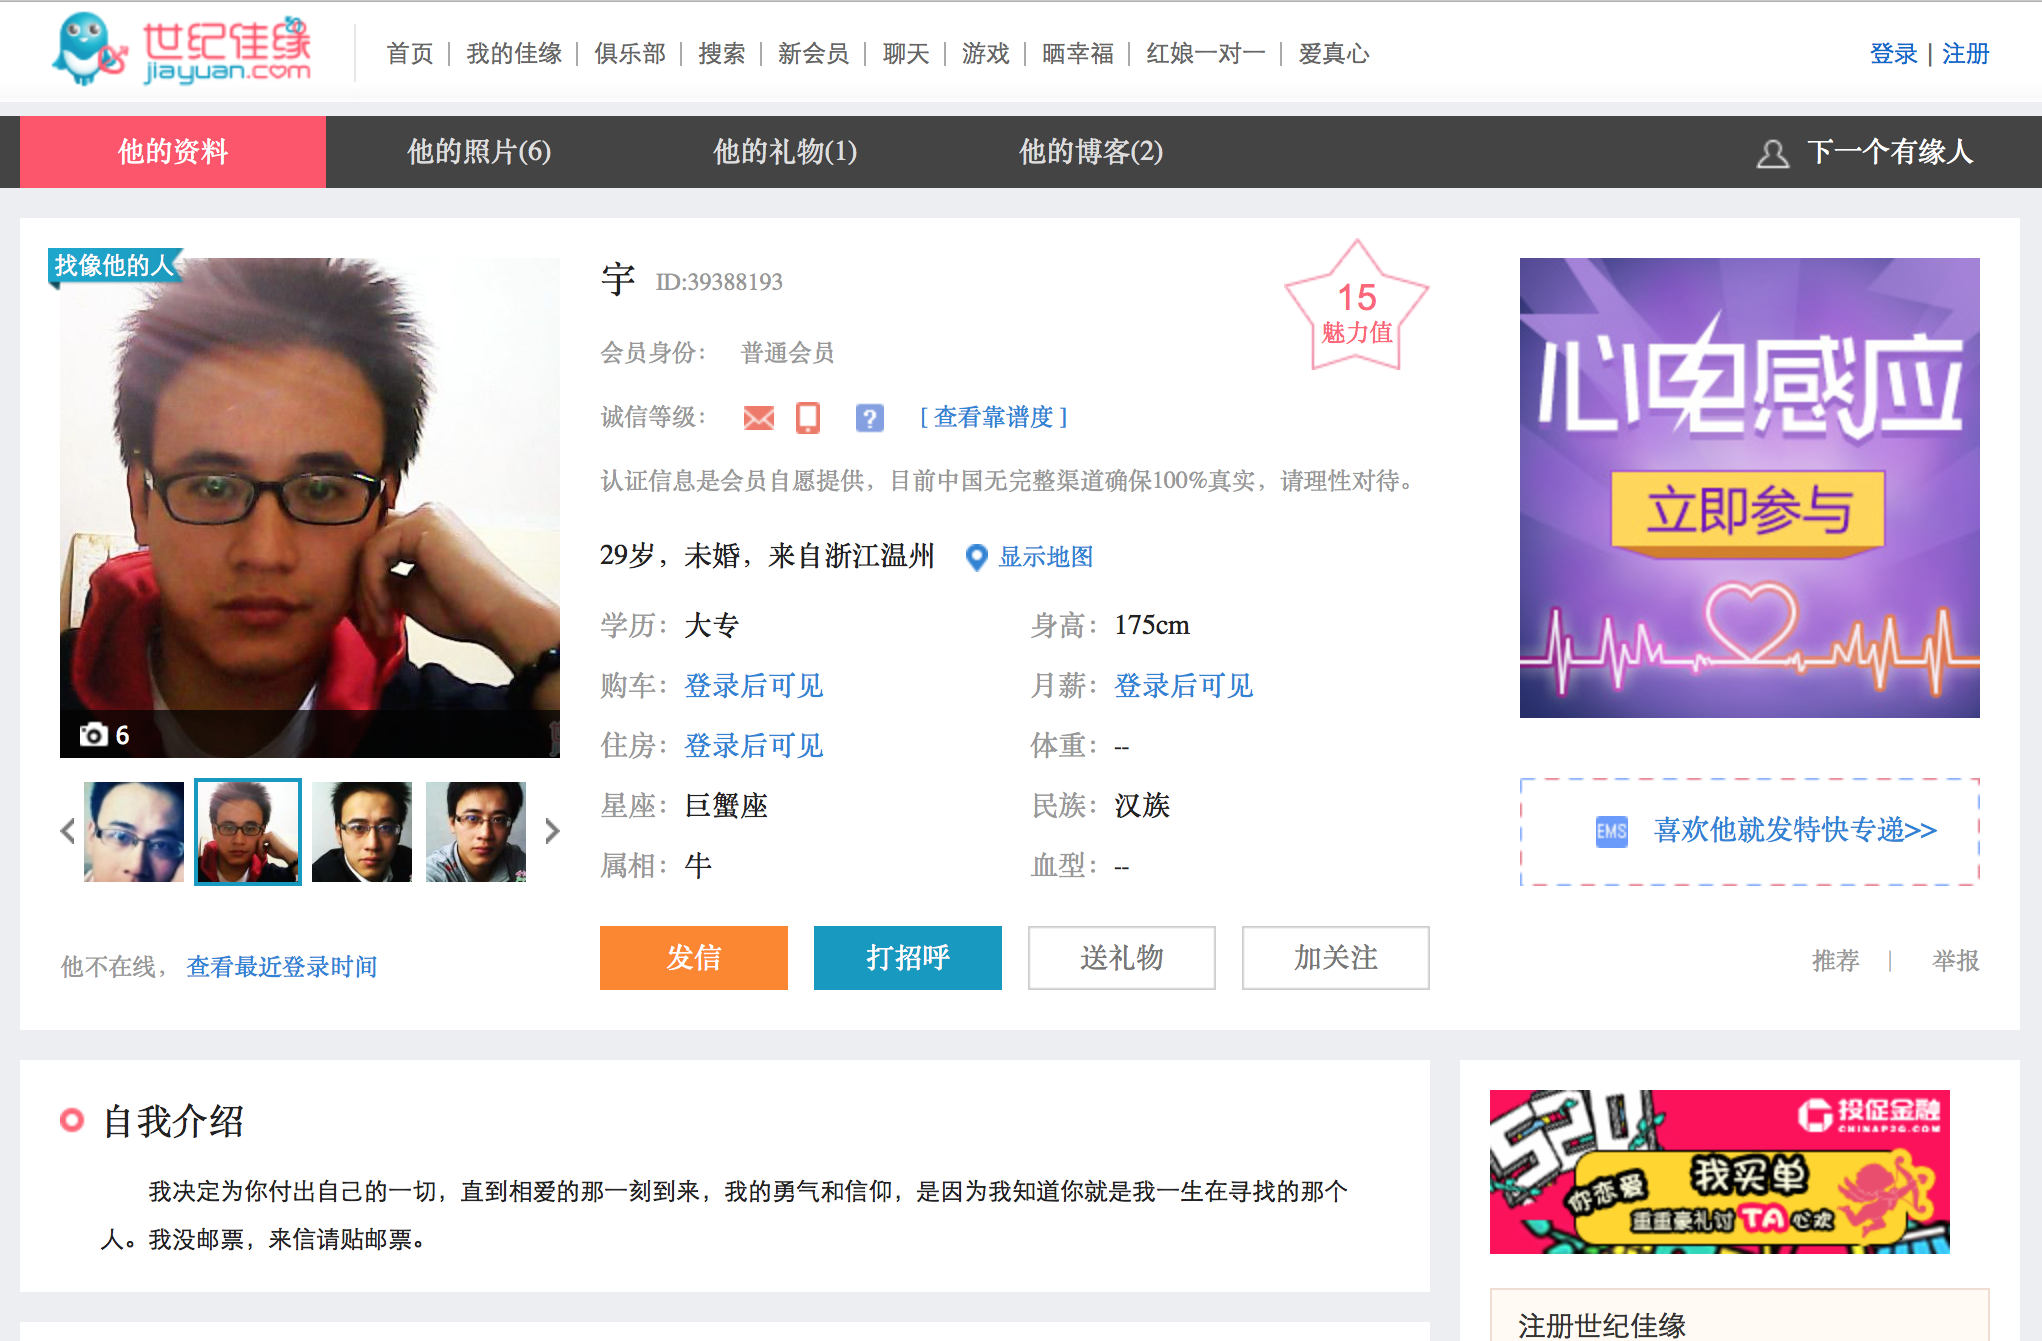 世纪佳缘
jiayuan.com
首页 | 我的佳缘 | 俱乐部 | 搜索 | 新会员 | 聊天 | 游戏 | 晒幸福 | 红娘一对一 | 爱真心
登录 | 注册
他的资料 他的照片(6) 他的礼物(1) 他的博客(2) 下一个有缘人
找像他的人
宇 ID:39388193
15
魅力值
会员身份： 普通会员
诚信等级： ? [ 查看靠谱度 ]
认证信息是会员自愿提供，目前中国无完整渠道确保100%真实，请理性对待。
29岁，未婚，来自浙江温州 显示地图
学历：大专 身高：175cm
购车：登录后可见 月薪：登录后可见
住房：登录后可见 体重：--
星座：巨蟹座 民族：汉族
属相：牛 血型：--
6
他不在线， 查看最近登录时间
发信 打招呼 送礼物 加关注
心电感应
立即参与
EMS 喜欢他就发特快专递>>
推荐 | 举报
自我介绍
我决定为你付出自己的一切，直到相爱的那一刻到来，我的勇气和信仰，是因为我知道你就是我一生在寻找的那个
人。我没邮票，来信请贴邮票。
520
投促金融
CHINAP2G.COM
你恋爱 我买单
重重豪礼讨TA心欢
注册世纪佳缘